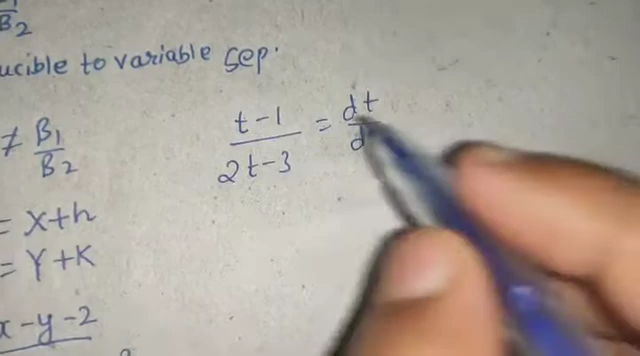 B2
ucible to variable sep.
≠ B1/B2
(t-1)/(2t-3) = dt/d
= X+h
= Y+K
x-y-2